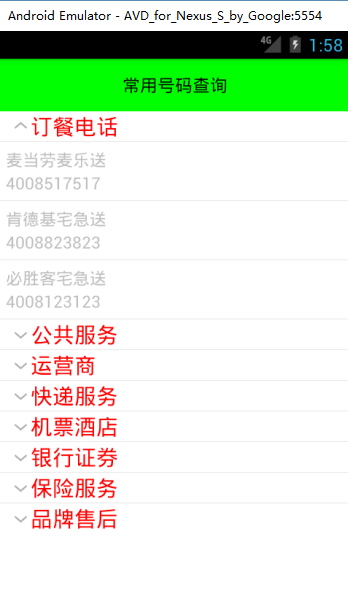 Android Emulator - AVD_for_Nexus_S_by_Google:5554
4G 1:58
常用号码查询
订餐电话
麦当劳麦乐送
4008517517
肯德基宅急送
4008823823
必胜客宅急送
4008123123
公共服务
运营商
快递服务
机票酒店
银行证券
保险服务
品牌售后